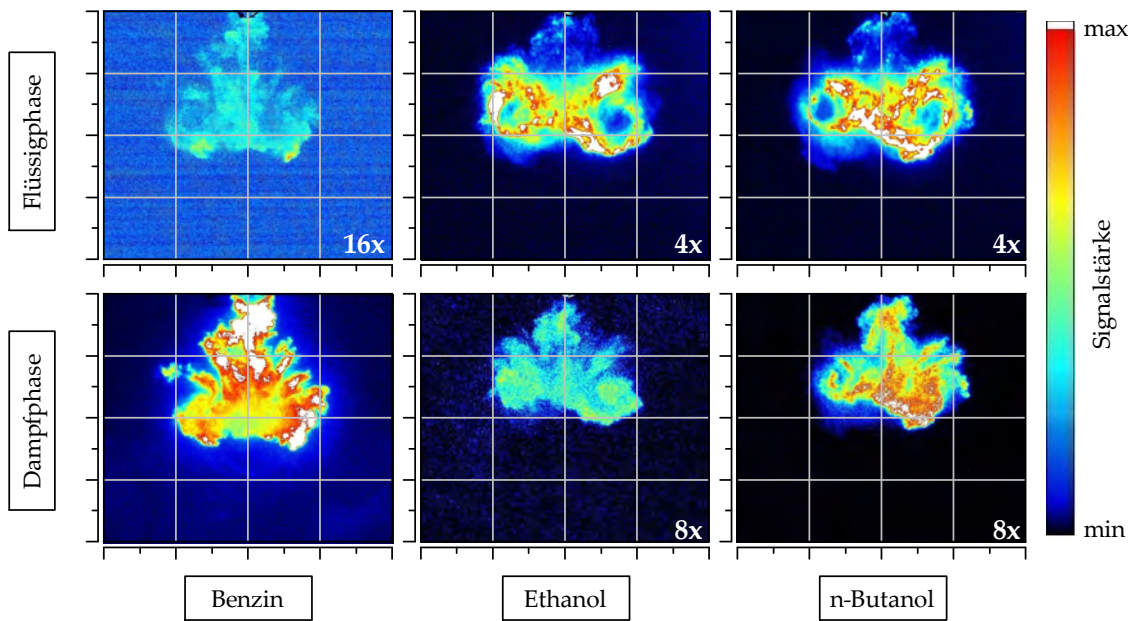 Flüssigphase
16x
4x
4x
max
Signalstärke
min
Dampfphase
8x
8x
Benzin
Ethanol
n-Butanol